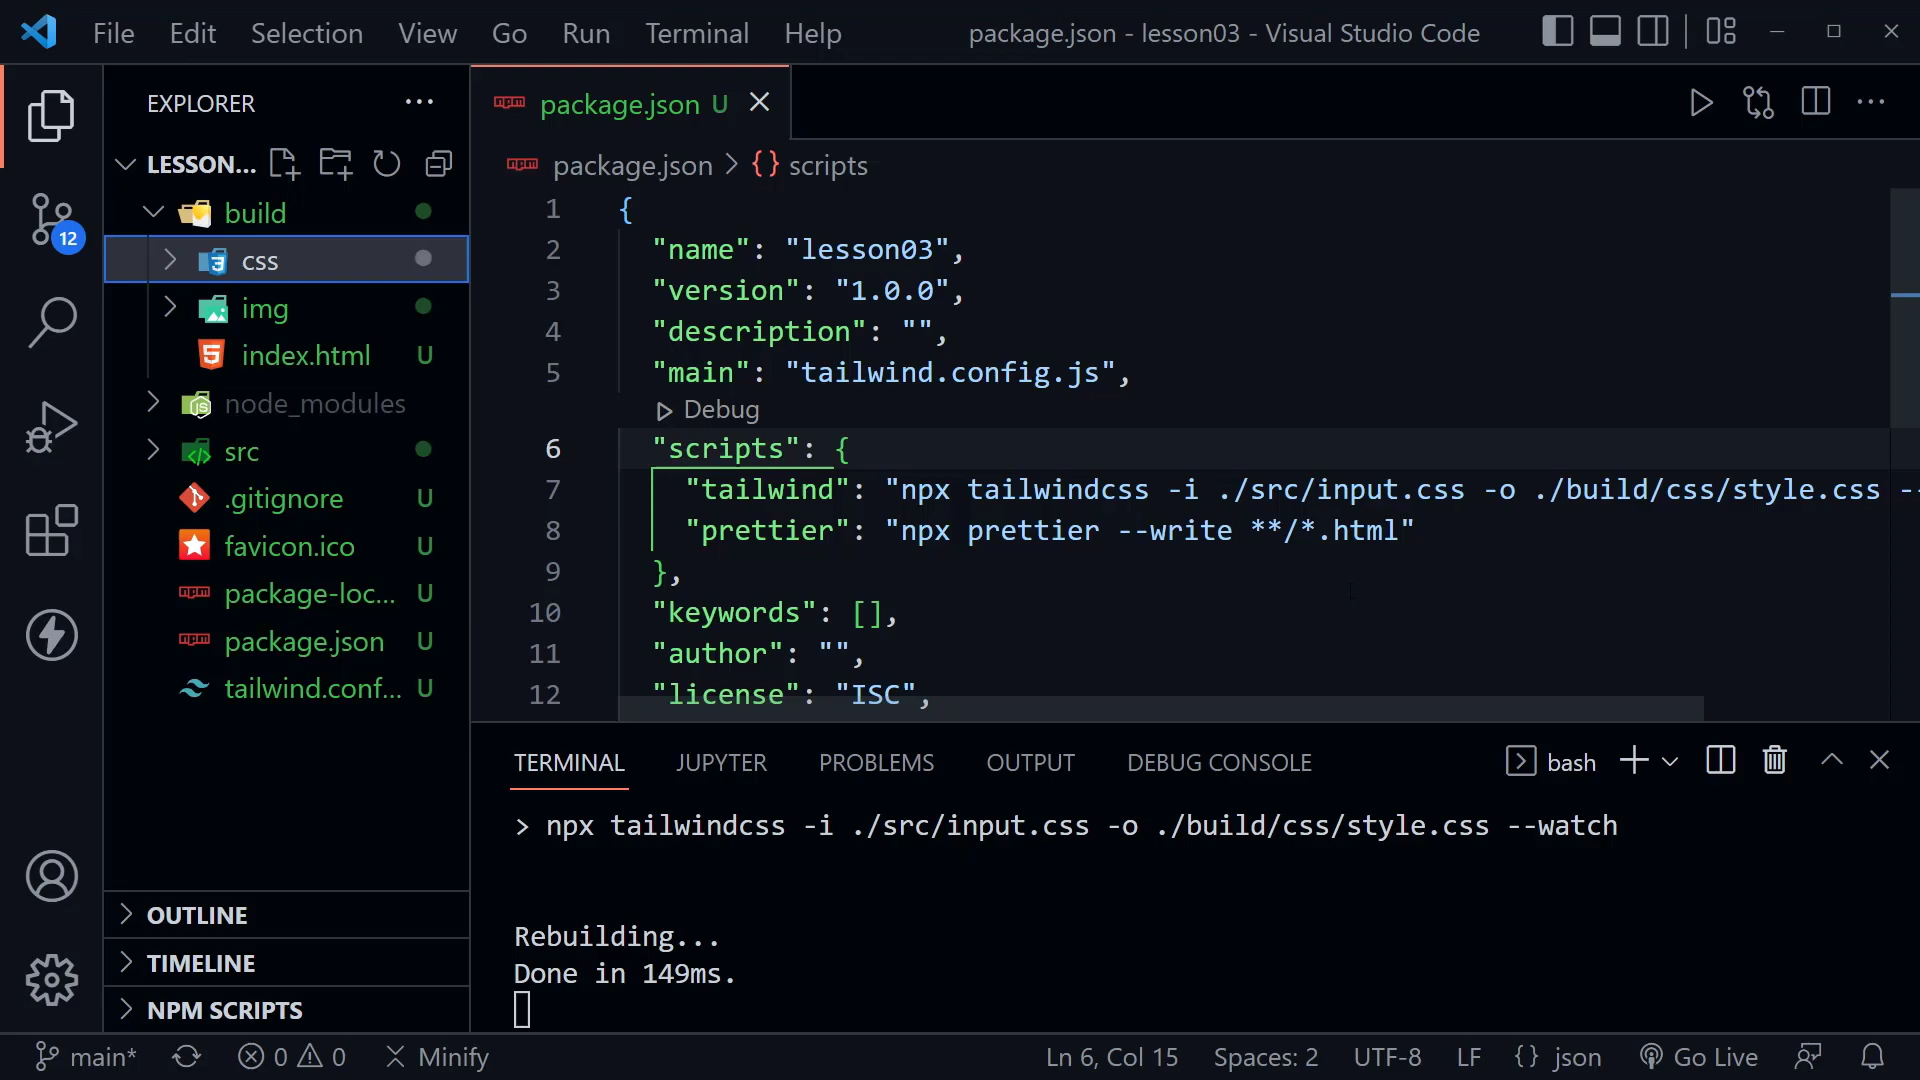 File Edit Selection View Go Run Terminal Help package.json - lesson03 - Visual Studio Code
EXPLORER
LESSON...
build
css
img
index.html U
node_modules
src
.gitignore U
favicon.ico U
package-loc... U
package.json U
tailwind.conf... U
OUTLINE
TIMELINE
NPM SCRIPTS
12
package.json U
package.json > {} scripts
1 {
2 "name": "lesson03",
3 "version": "1.0.0",
4 "description": "",
5 "main": "tailwind.config.js",
Debug
6 "scripts": {
7 "tailwind": "npx tailwindcss -i ./src/input.css -o ./build/css/style.css --
8 "prettier": "npx prettier --write **/*.html"
9 },
10 "keywords": [],
11 "author": "",
12 "license": "ISC",
TERMINAL JUPYTER PROBLEMS OUTPUT DEBUG CONSOLE bash
> npx tailwindcss -i ./src/input.css -o ./build/css/style.css --watch
Rebuilding...
Done in 149ms.
main* 0 0 Minify Ln 6, Col 15 Spaces: 2 UTF-8 LF {} json Go Live